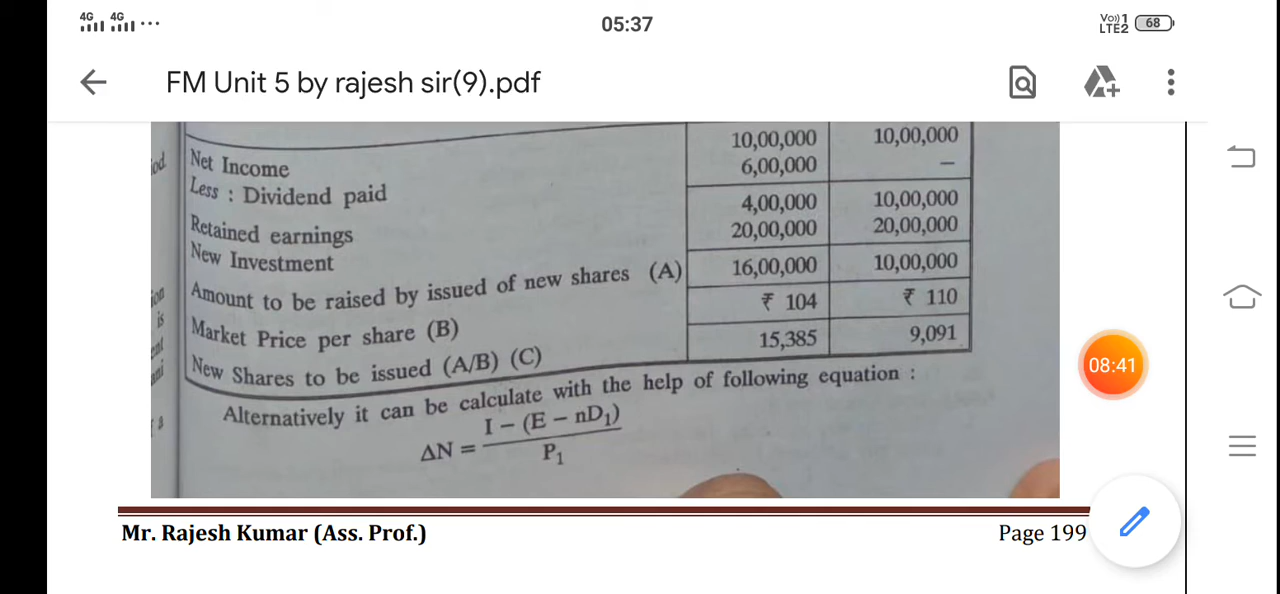 4G 4G ... 05:37 Vo)) 1 LTE2 68
FM Unit 5 by rajesh sir(9).pdf
Net Income 10,00,000 10,00,000
Less : Dividend paid 6,00,000 –
Retained earnings 4,00,000 10,00,000
New Investment 20,00,000 20,00,000
Amount to be raised by issued of new shares (A) 16,00,000 10,00,000
Market Price per share (B) ₹ 104 ₹ 110
New Shares to be issued (A/B) (C) 15,385 9,091
08:41
Alternatively it can be calculate with the help of following equation :
ΔN = I – (E – nD₁) / P₁
Mr. Rajesh Kumar (Ass. Prof.) Page 199